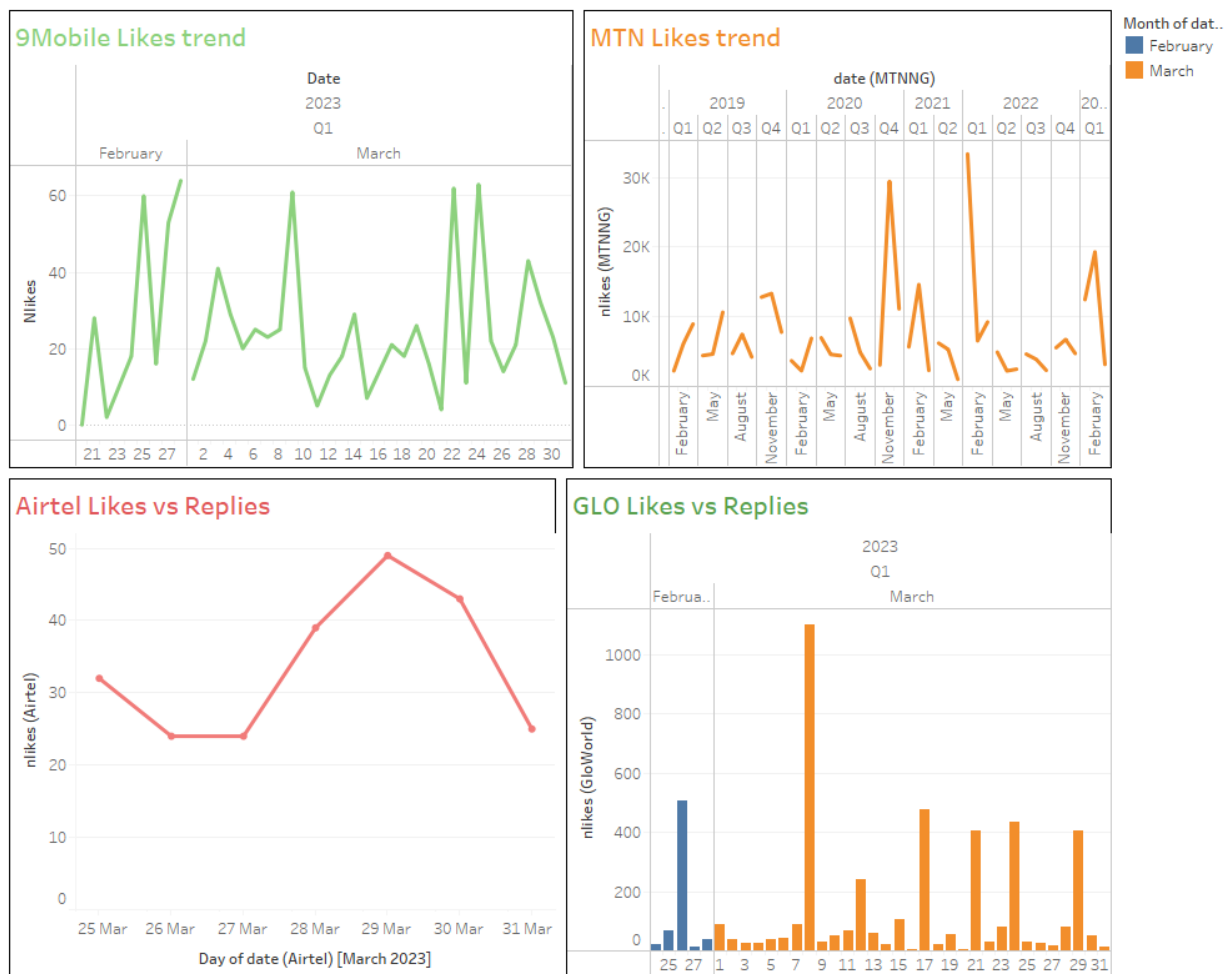 9Mobile Likes trend
Date
2023
Q1
February March
Nlikes
60
40
20
0
21 23 25 27 2 4 6 8 10 12 14 16 18 20 22 24 26 28 30
MTN Likes trend
date (MTNNG)
. 2019 2020 2021 2022 20..
. Q1 Q2 Q3 Q4 Q1 Q2 Q3 Q4 Q1 Q2 Q1 Q2 Q3 Q4 Q1
nlikes (MTNNG)
30K
20K
10K
0K
February May August November February May August November February May February May August November February
Month of dat..
February
March
Airtel Likes vs Replies
nlikes (Airtel)
50
40
30
20
10
0
25 Mar 26 Mar 27 Mar 28 Mar 29 Mar 30 Mar 31 Mar
Day of date (Airtel) [March 2023]
GLO Likes vs Replies
2023
Q1
Februa.. March
nlikes (GloWorld)
1000
800
600
400
200
0
25 27 1 3 5 7 9 11 13 15 17 19 21 23 25 27 29 31